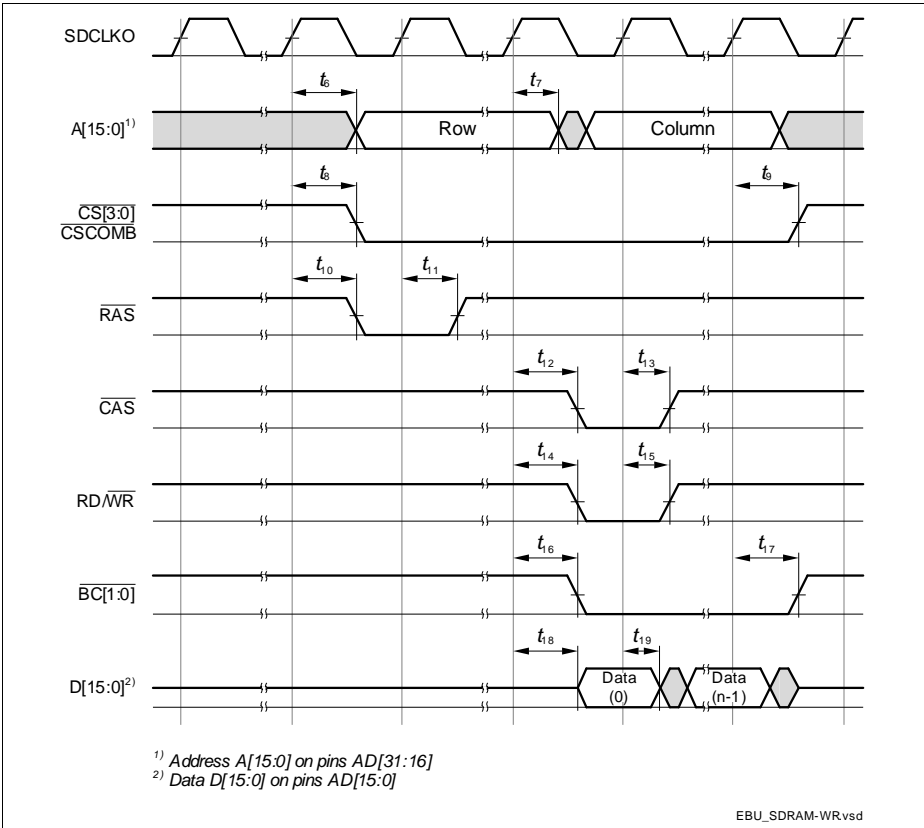 SDCLKO
t6 t7
A[15:0]1) Row Column
t8 t9
CS[3:0]
CSCOMB
t10 t11
RAS
t12 t13
CAS
t14 t15
RD/WR
t16 t17
BC[1:0]
t18 t19
D[15:0]2) Data (0) Data (n-1)
1) Address A[15:0] on pins AD[31:16]
2) Data D[15:0] on pins AD[15:0]
EBU_SDRAM-WR.vsd